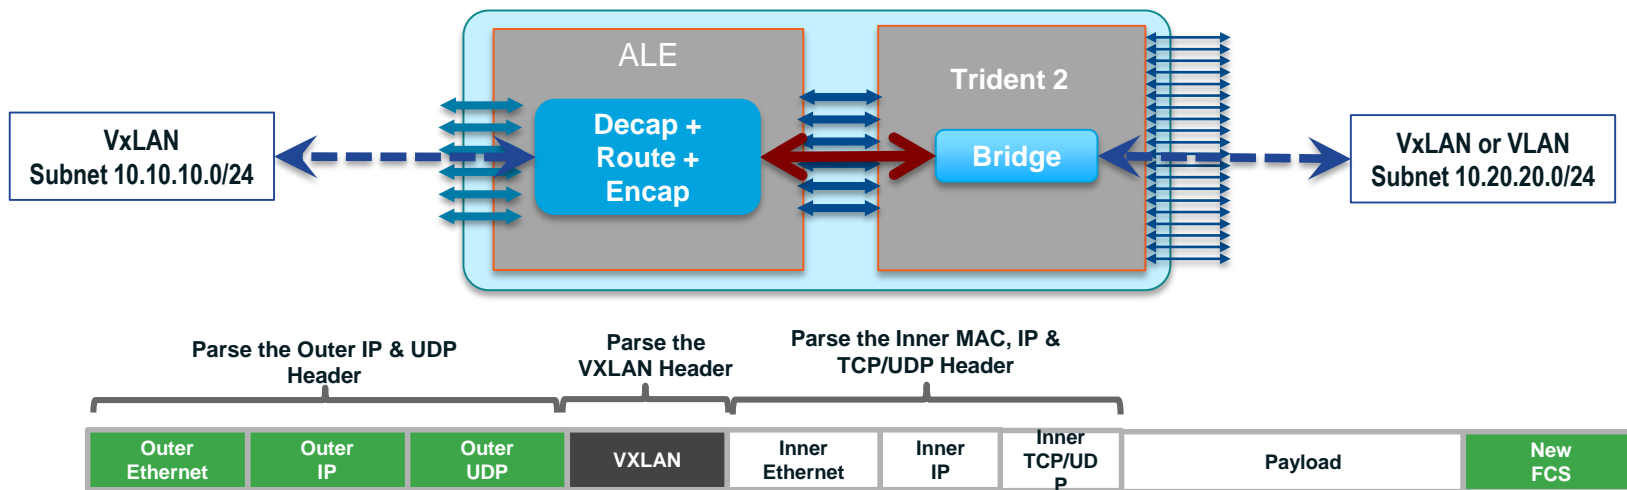 ALE
Trident 2
VxLAN
Subnet 10.10.10.0/24
Decap +
Route +
Encap
Bridge
VxLAN or VLAN
Subnet 10.20.20.0/24
Parse the Outer IP & UDP
Header
Parse the
VXLAN Header
Parse the Inner MAC, IP &
TCP/UDP Header
Outer
Ethernet
Outer
IP
Outer
UDP
VXLAN
Inner
Ethernet
Inner
IP
Inner
TCP/UD
P
Payload
New
FCS